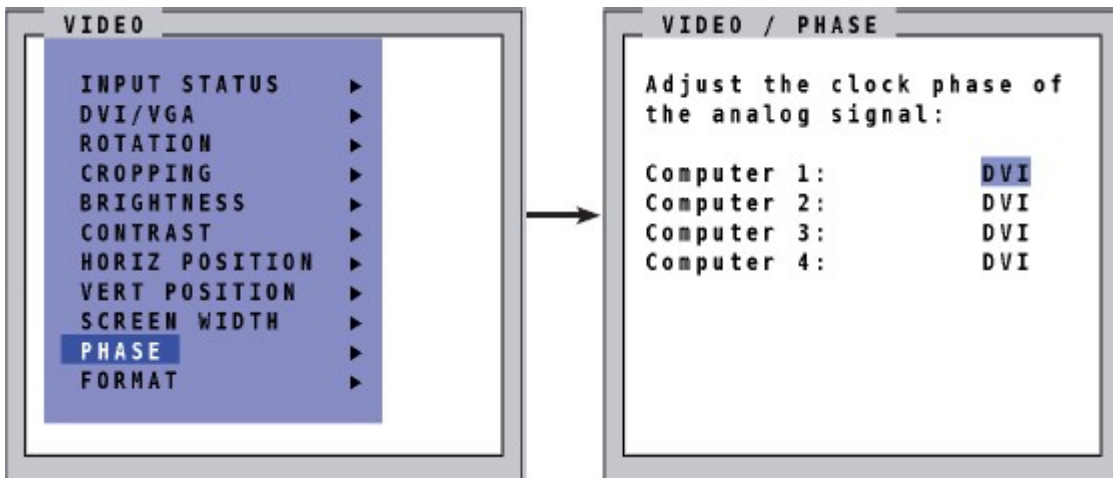 VIDEO
INPUT STATUS
DVI/VGA
ROTATION
CROPPING
BRIGHTNESS
CONTRAST
HORIZ POSITION
VERT POSITION
SCREEN WIDTH
PHASE
FORMAT
VIDEO / PHASE
Adjust the clock phase of
the analog signal:
Computer 1: DVI
Computer 2: DVI
Computer 3: DVI
Computer 4: DVI